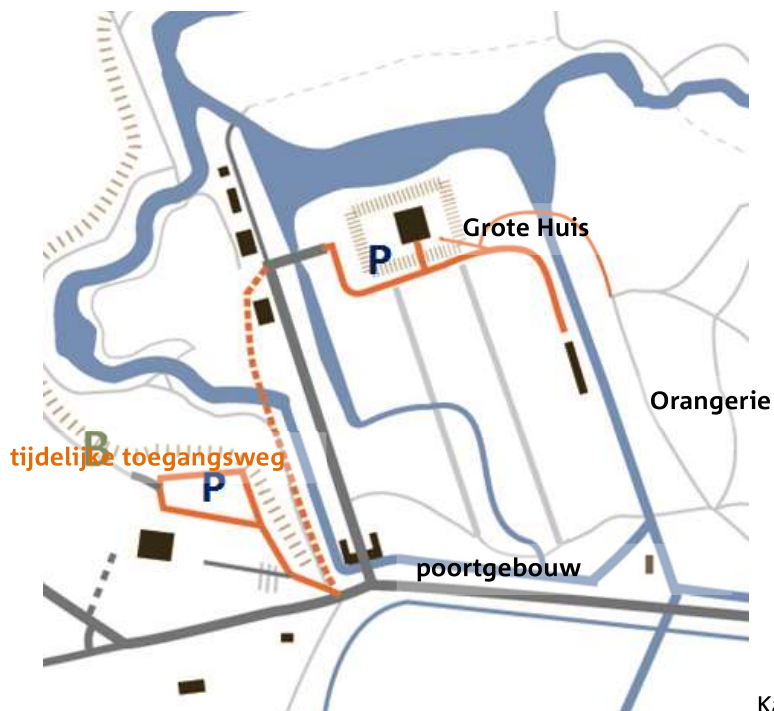 Grote Huis
P
Orangerie
B
tijdelijke toegangsweg
P
poortgebouw